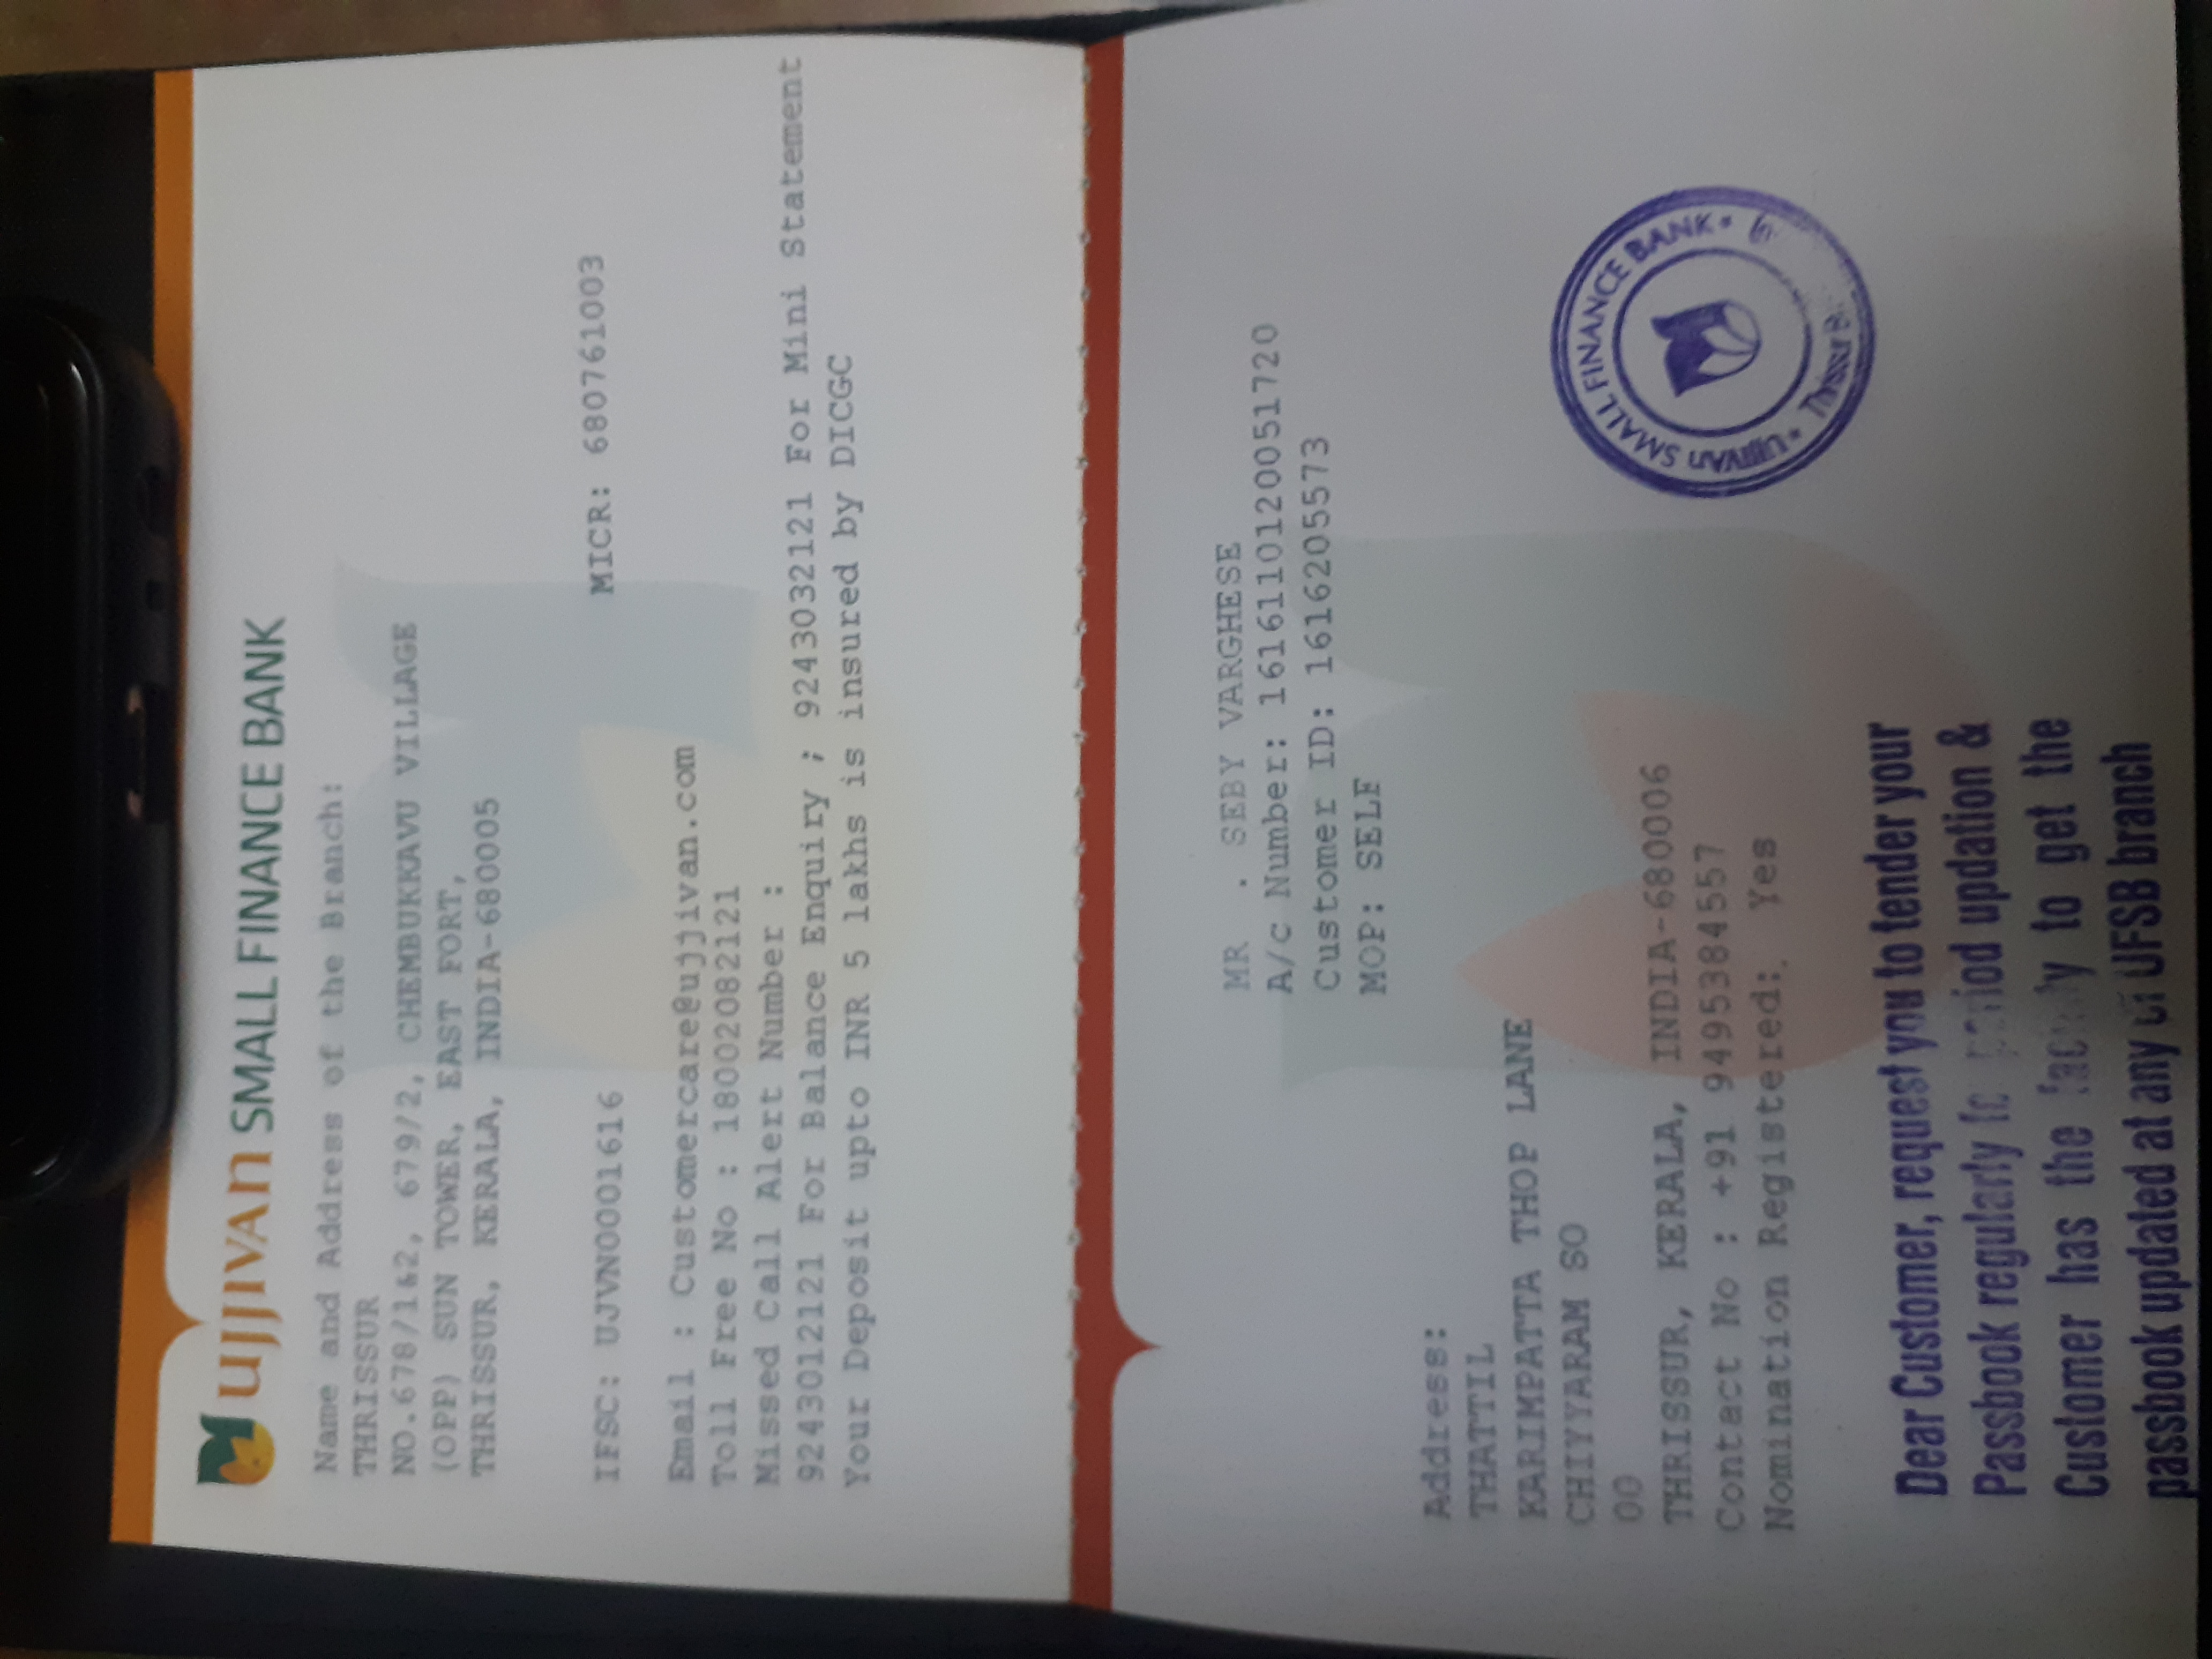 ujjivan SMALL FINANCE BANK
Name and Address of the Branch:
THRISSUR
NO.678/1&2, 679/2, CHEMBUKKAVU VILLAGE
(OPP) SUN TOWER, EAST FORT,
THRISSUR, KERALA, INDIA-680005
IFSC: UJVN0001616 MICR: 680761003
Email : Customercare@ujjivan.com
Toll Free No : 18002082121
Missed Call Alert Number :
9243012121 For Balance Enquiry ; 9243032121 For Mini Statement
Your Deposit upto INR 5 lakhs is insured by DICGC
MR . SEBY VARGHESE
A/c Number: 1616110120051720
Customer ID: 1616205573
MOP: SELF
Address:
THATTIL
KARIMPATTA THOP LANE
CHIYYARAM SO
00
THRISSUR, KERALA, INDIA-680006
Contact No : +91 9495384557
Nomination Registered: Yes
UJJIVAN SMALL FINANCE BANK
Thrissur
Dear Customer, request you to tender your
Passbook regularly period updation &
Customer has the facility to get the
passbook updated at any of UFSB branch